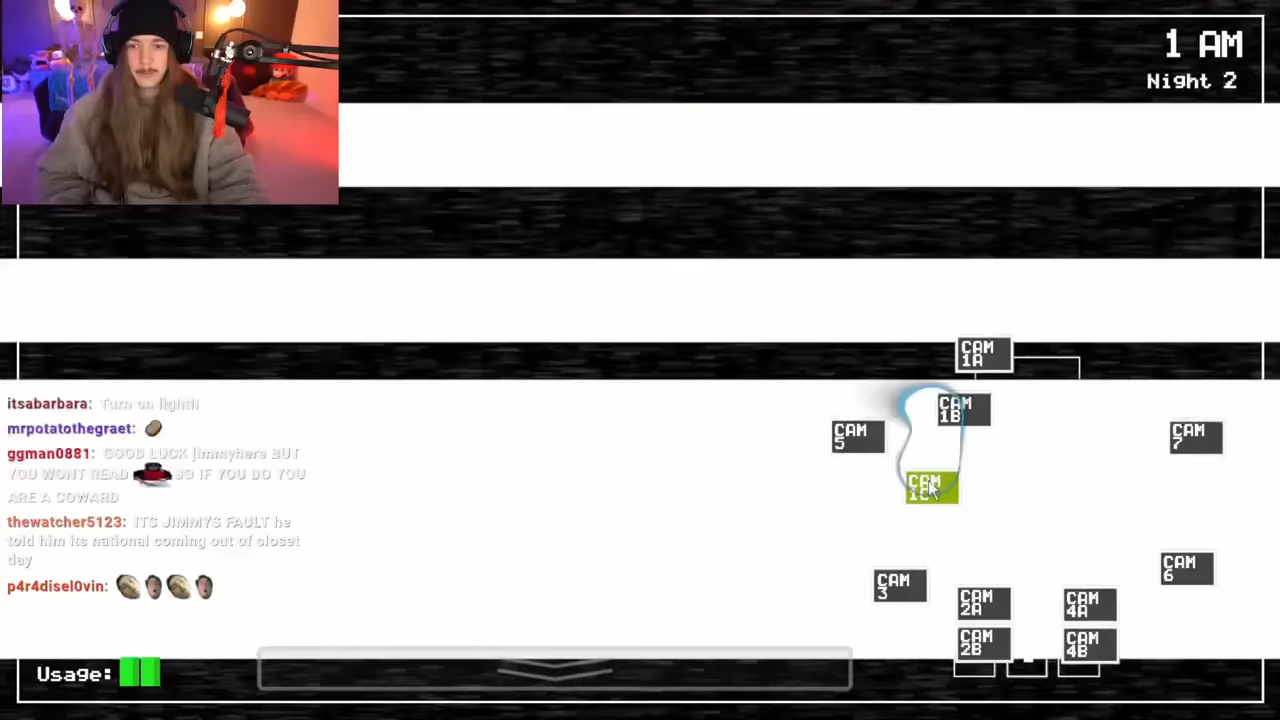 1 AM
Night 2
CAM
1A
CAM
1B
CAM
5
CAM
7
CAM
1C
CAM
6
CAM
3
CAM
2A
CAM
4A
CAM
2B
CAM
4B
itsabarbara: Turn on light!!
mrpotatothegraet:
ggman0881: GOOD LUCK jimmyhere BUT
YOU WONT READ SO IF YOU DO YOU
ARE A COWARD
thewatcher5123: ITS JIMMYS FAULT he
told him its national coming out of closet
day
p4r4disel0vin:
Usage: